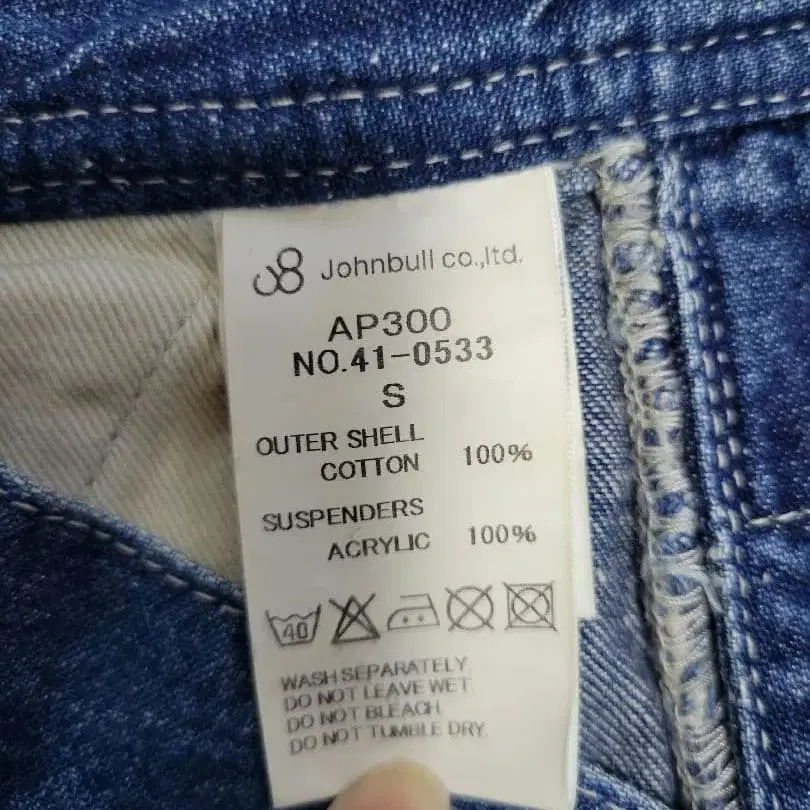 Johnbull co.,ltd.
AP300
NO.41-0533
S
OUTER SHELL
COTTON 100%
SUSPENDERS
ACRYLIC 100%
40
WASH SEPARATELY
DO NOT LEAVE WET
DO NOT BLEACH
DO NOT TUMBLE DRY.